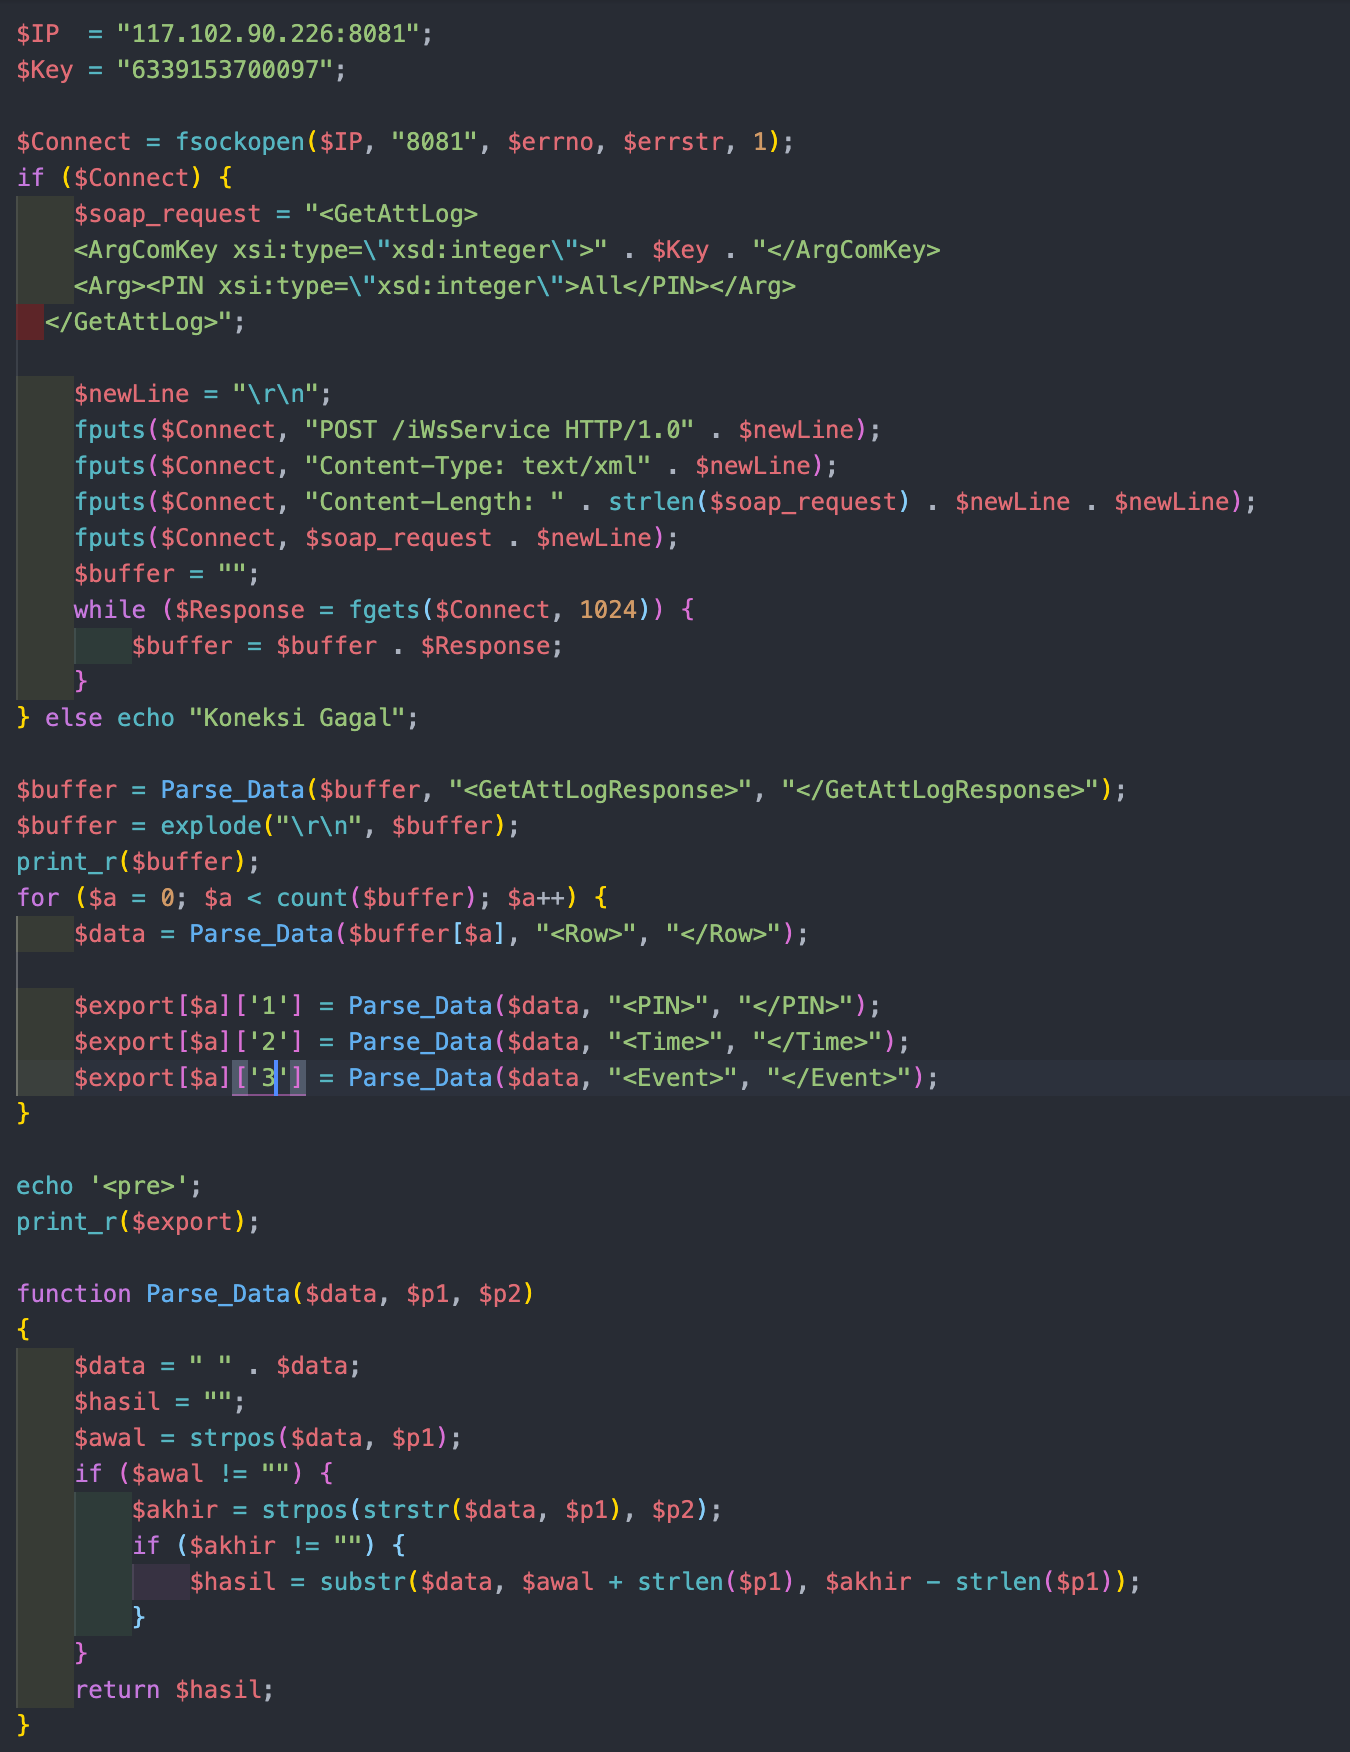 $IP  = "117.102.90.226:8081";
$Key = "6339153700097";

$Connect = fsockopen($IP, "8081", $errno, $errstr, 1);
if ($Connect) {
    $soap_request = "<GetAttLog>
    <ArgComKey xsi:type=\"xsd:integer\">" . $Key . "</ArgComKey>
    <Arg><PIN xsi:type=\"xsd:integer\">All</PIN></Arg>
  </GetAttLog>";

    $newLine = "\r\n";
    fputs($Connect, "POST /iWsService HTTP/1.0" . $newLine);
    fputs($Connect, "Content-Type: text/xml" . $newLine);
    fputs($Connect, "Content-Length: " . strlen($soap_request) . $newLine . $newLine);
    fputs($Connect, $soap_request . $newLine);
    $buffer = "";
    while ($Response = fgets($Connect, 1024)) {
        $buffer = $buffer . $Response;
    }
} else echo "Koneksi Gagal";

$buffer = Parse_Data($buffer, "<GetAttLogResponse>", "</GetAttLogResponse>");
$buffer = explode("\r\n", $buffer);
print_r($buffer);
for ($a = 0; $a < count($buffer); $a++) {
    $data = Parse_Data($buffer[$a], "<Row>", "</Row>");

    $export[$a]['1'] = Parse_Data($data, "<PIN>", "</PIN>");
    $export[$a]['2'] = Parse_Data($data, "<Time>", "</Time>");
    $export[$a]['3'] = Parse_Data($data, "<Event>", "</Event>");
}

echo '<pre>';
print_r($export);

function Parse_Data($data, $p1, $p2)
{
    $data = " " . $data;
    $hasil = "";
    $awal = strpos($data, $p1);
    if ($awal != "") {
        $akhir = strpos(strstr($data, $p1), $p2);
        if ($akhir != "") {
            $hasil = substr($data, $awal + strlen($p1), $akhir - strlen($p1));
        }
    }
    return $hasil;
}